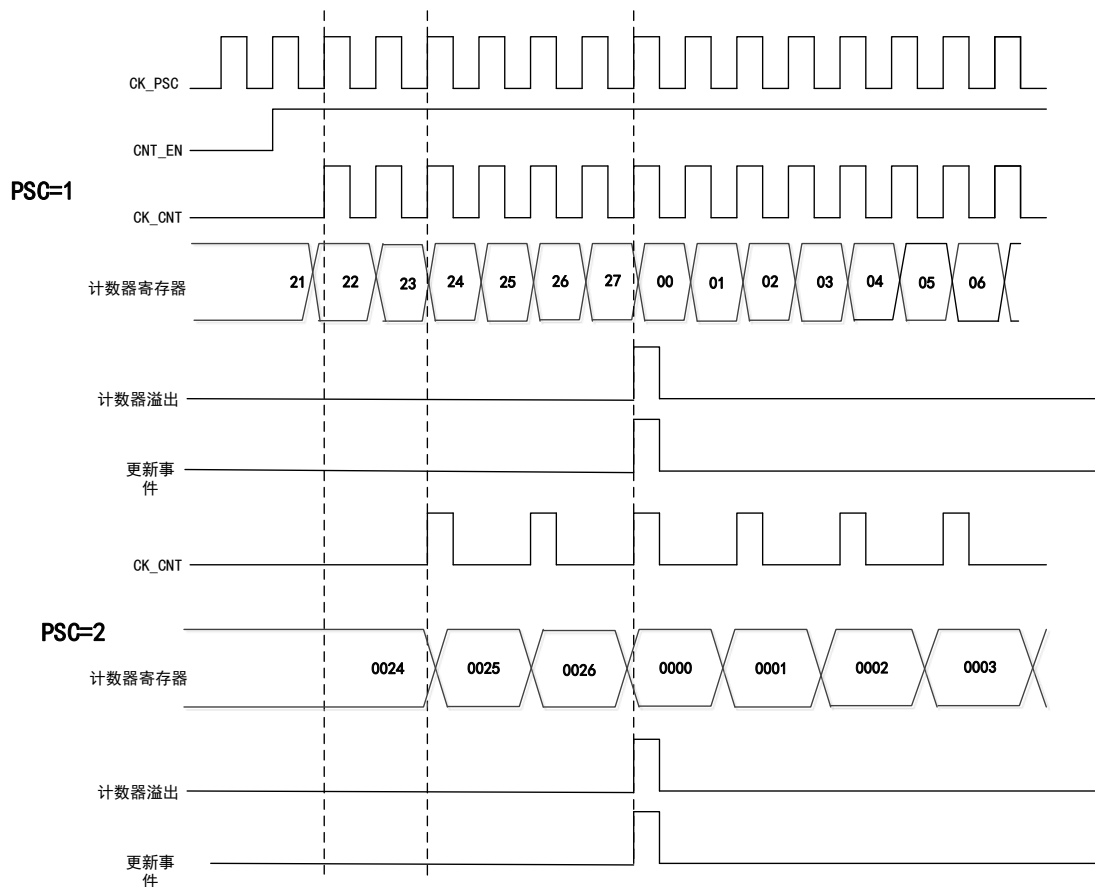 CK_PSC
CNT_EN
PSC=1
CK_CNT
计数器寄存器
21 22 23 24 25 26 27 00 01 02 03 04 05 06
计数器溢出
更新事
件
CK_CNT
PSC=2
计数器寄存器
0024 0025 0026 0000 0001 0002 0003
计数器溢出
更新事
件